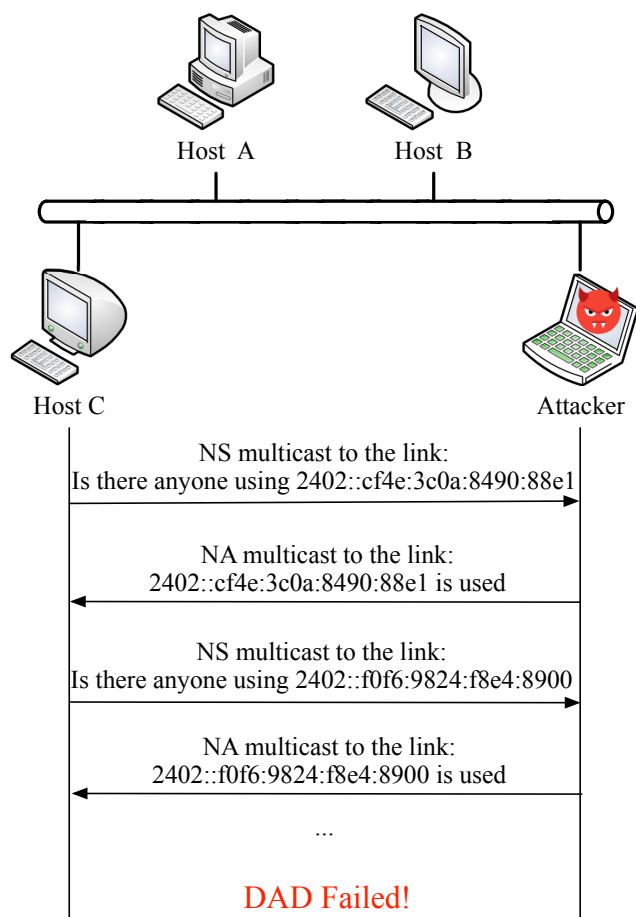 Host A
Host B
Host C
Attacker
NS multicast to the link:
Is there anyone using 2402::cf4e:3c0a:8490:88e1
NA multicast to the link:
2402::cf4e:3c0a:8490:88e1 is used
NS multicast to the link:
Is there anyone using 2402::f0f6:9824:f8e4:8900
NA multicast to the link:
2402::f0f6:9824:f8e4:8900 is used
...
DAD Failed!